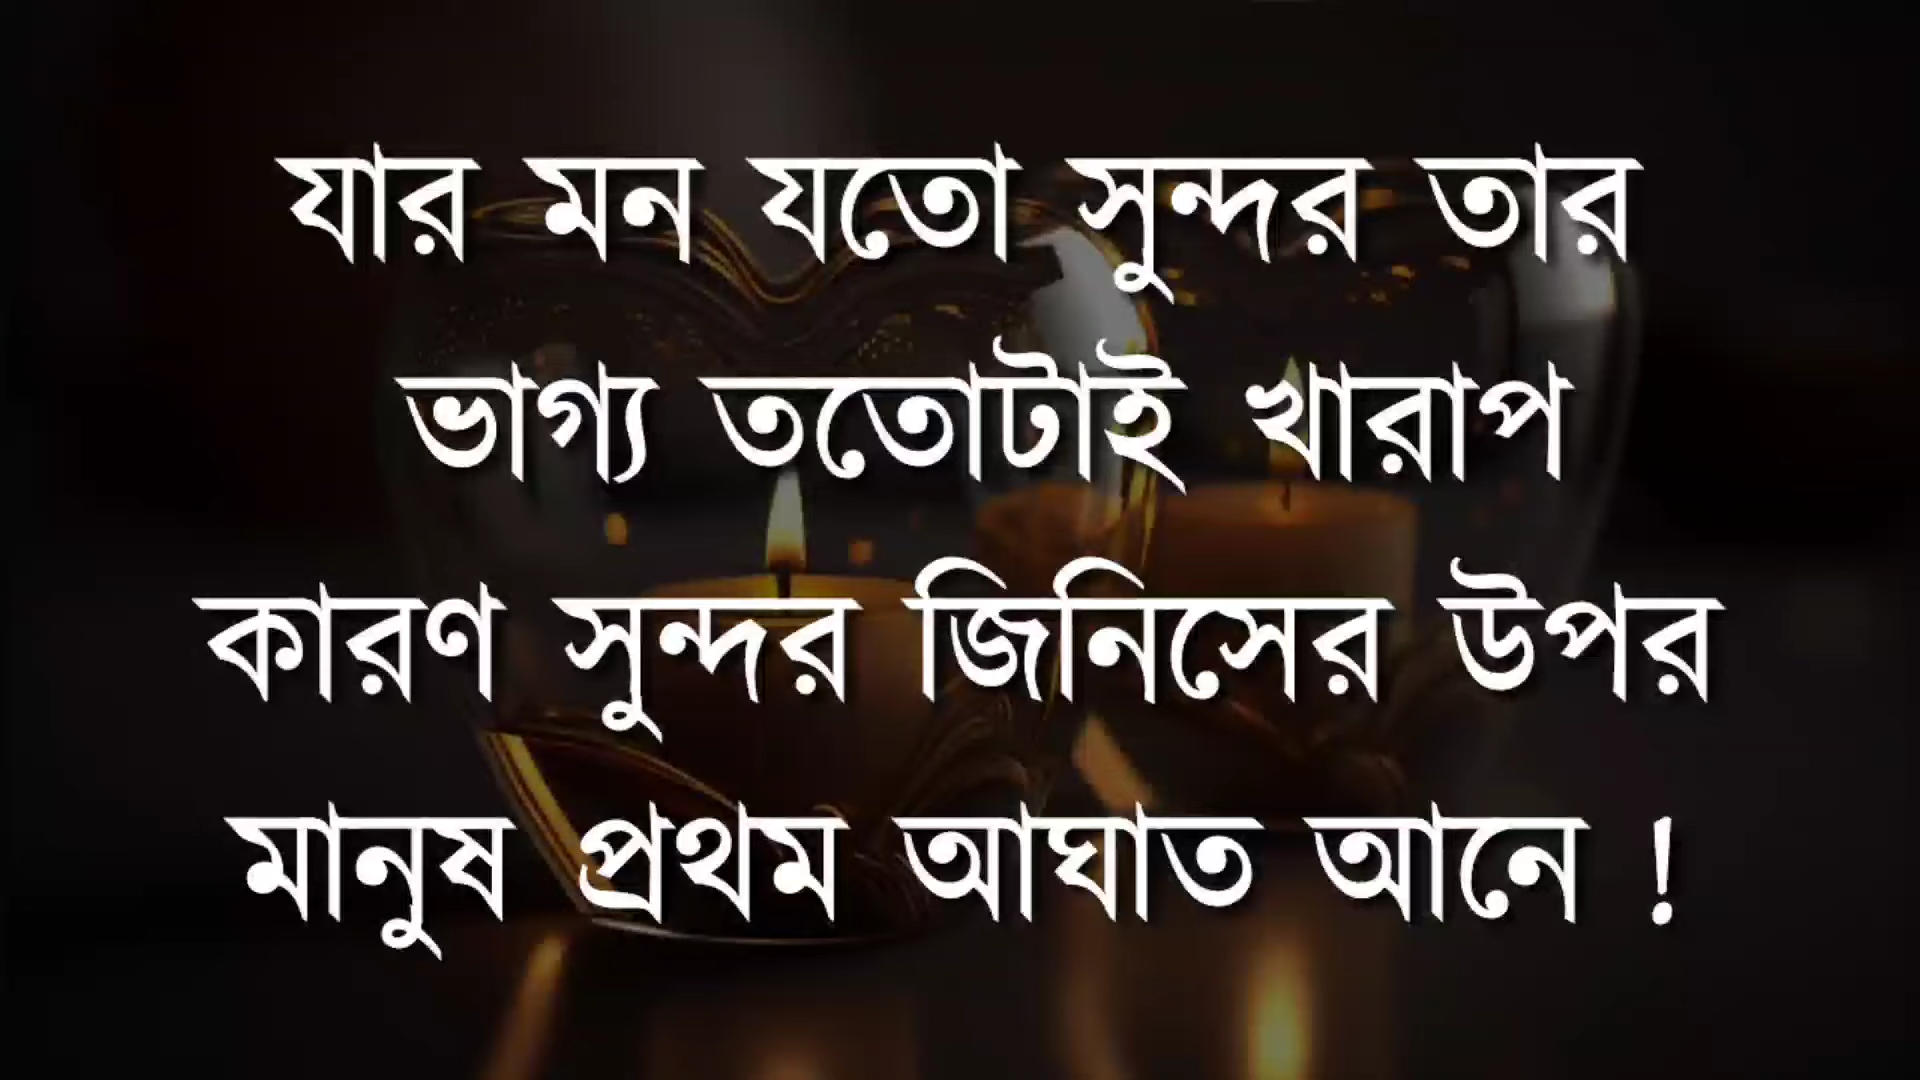 যার মন যতো সুন্দর তার
ভাগ্য ততোটাই খারাপ
কারণ সুন্দর জিনিসের উপর
মানুষ প্রথম আঘাত আনে !